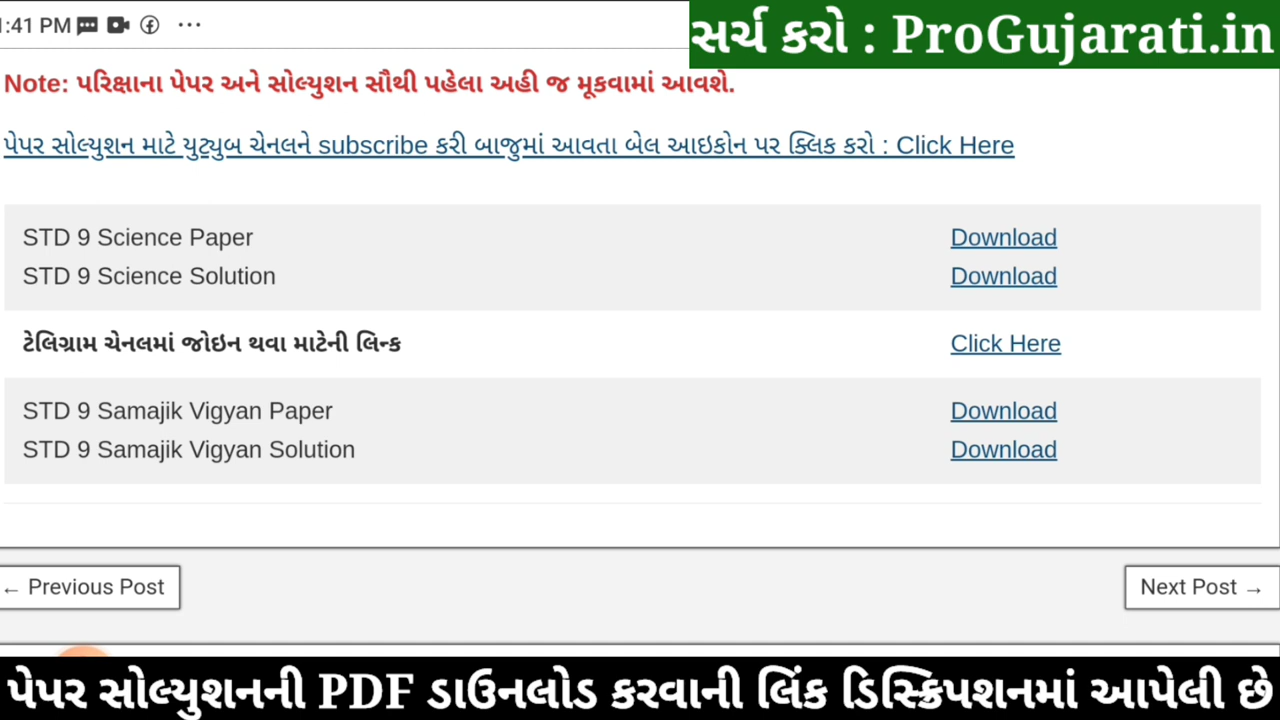 :41 PM
સર્ચ કરો : ProGujarati.in
Note: પરિક્ષાના પેપર અને સોલ્યુશન સૌથી પહેલા અહી જ મૂકવામાં આવશે.
પેપર સોલ્યુશન માટે યુટ્યુબ ચેનલને subscribe કરી બાજુમાં આવતા બેલ આઇકોન પર ક્લિક કરો : Click Here
STD 9 Science Paper Download
STD 9 Science Solution Download
ટેલિગ્રામ ચેનલમાં જોઇન થવા માટેની લિન્ક Click Here
STD 9 Samajik Vigyan Paper Download
STD 9 Samajik Vigyan Solution Download
← Previous Post Next Post →
પેપર સોલ્યુશનની PDF ડાઉનલોડ કરવાની લિંક ડિસ્ક્રિપશનમાં આપેલી છે